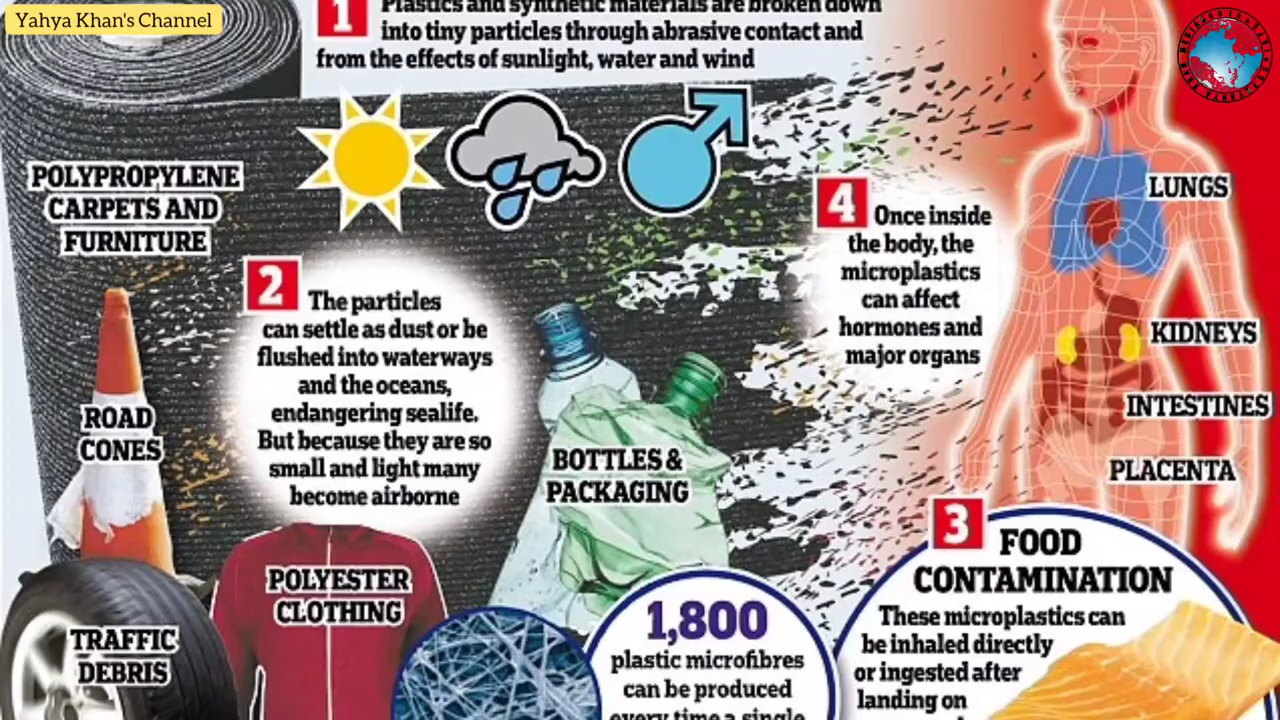 Yahya Khan's Channel
1 Plastics and synthetic materials are broken down
into tiny particles through abrasive contact and
from the effects of sunlight, water and wind
POLYPROPYLENE
CARPETS AND
FURNITURE
2 The particles
can settle as dust or be
flushed into waterways
and the oceans,
endangering sealife.
But because they are so
small and light many
become airborne
ROAD
CONES
BOTTLES &
PACKAGING
POLYESTER
CLOTHING
TRAFFIC
DEBRIS
1,800
plastic microfibres
can be produced
every time a single
3 FOOD
CONTAMINATION
These microplastics can
be inhaled directly
or ingested after
landing on
4 Once inside
the body, the
microplastics
can affect
hormones and
major organs
LUNGS
KIDNEYS
INTESTINES
PLACENTA